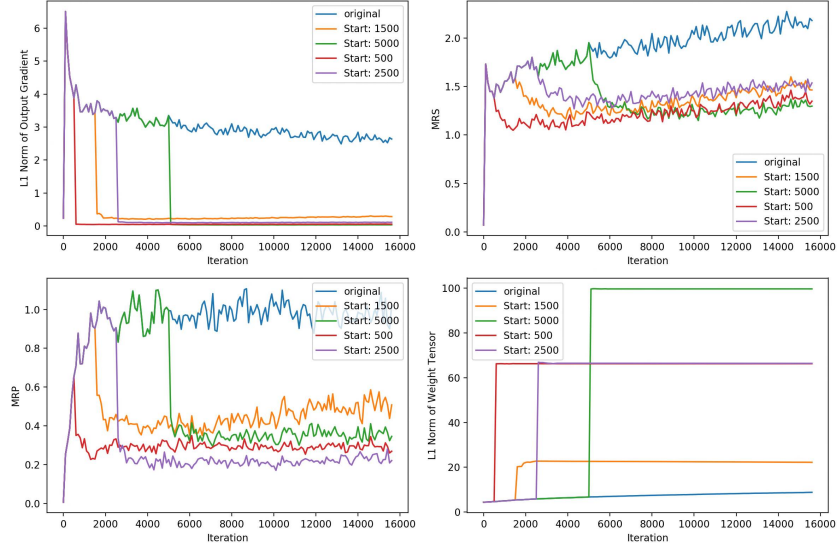 6
5
4
3
2
1
0
0
2000
4000
6000
8000
10000
12000
14000
16000
L1 Norm of Output Gradient
Iteration
original
Start: 1500
Start: 5000
Start: 500
Start: 2500
2.0
1.5
1.0
0.5
0.0
0
2000
4000
6000
8000
10000
12000
14000
16000
MRS
Iteration
original
Start: 1500
Start: 5000
Start: 500
Start: 2500
1.0
0.8
0.6
0.4
0.2
0.0
0
2000
4000
6000
8000
10000
12000
14000
16000
MRP
Iteration
original
Start: 1500
Start: 5000
Start: 500
Start: 2500
100
80
60
40
20
0
0
2000
4000
6000
8000
10000
12000
14000
16000
L1 Norm of Weight Tensor
Iteration
original
Start: 1500
Start: 5000
Start: 500
Start: 2500